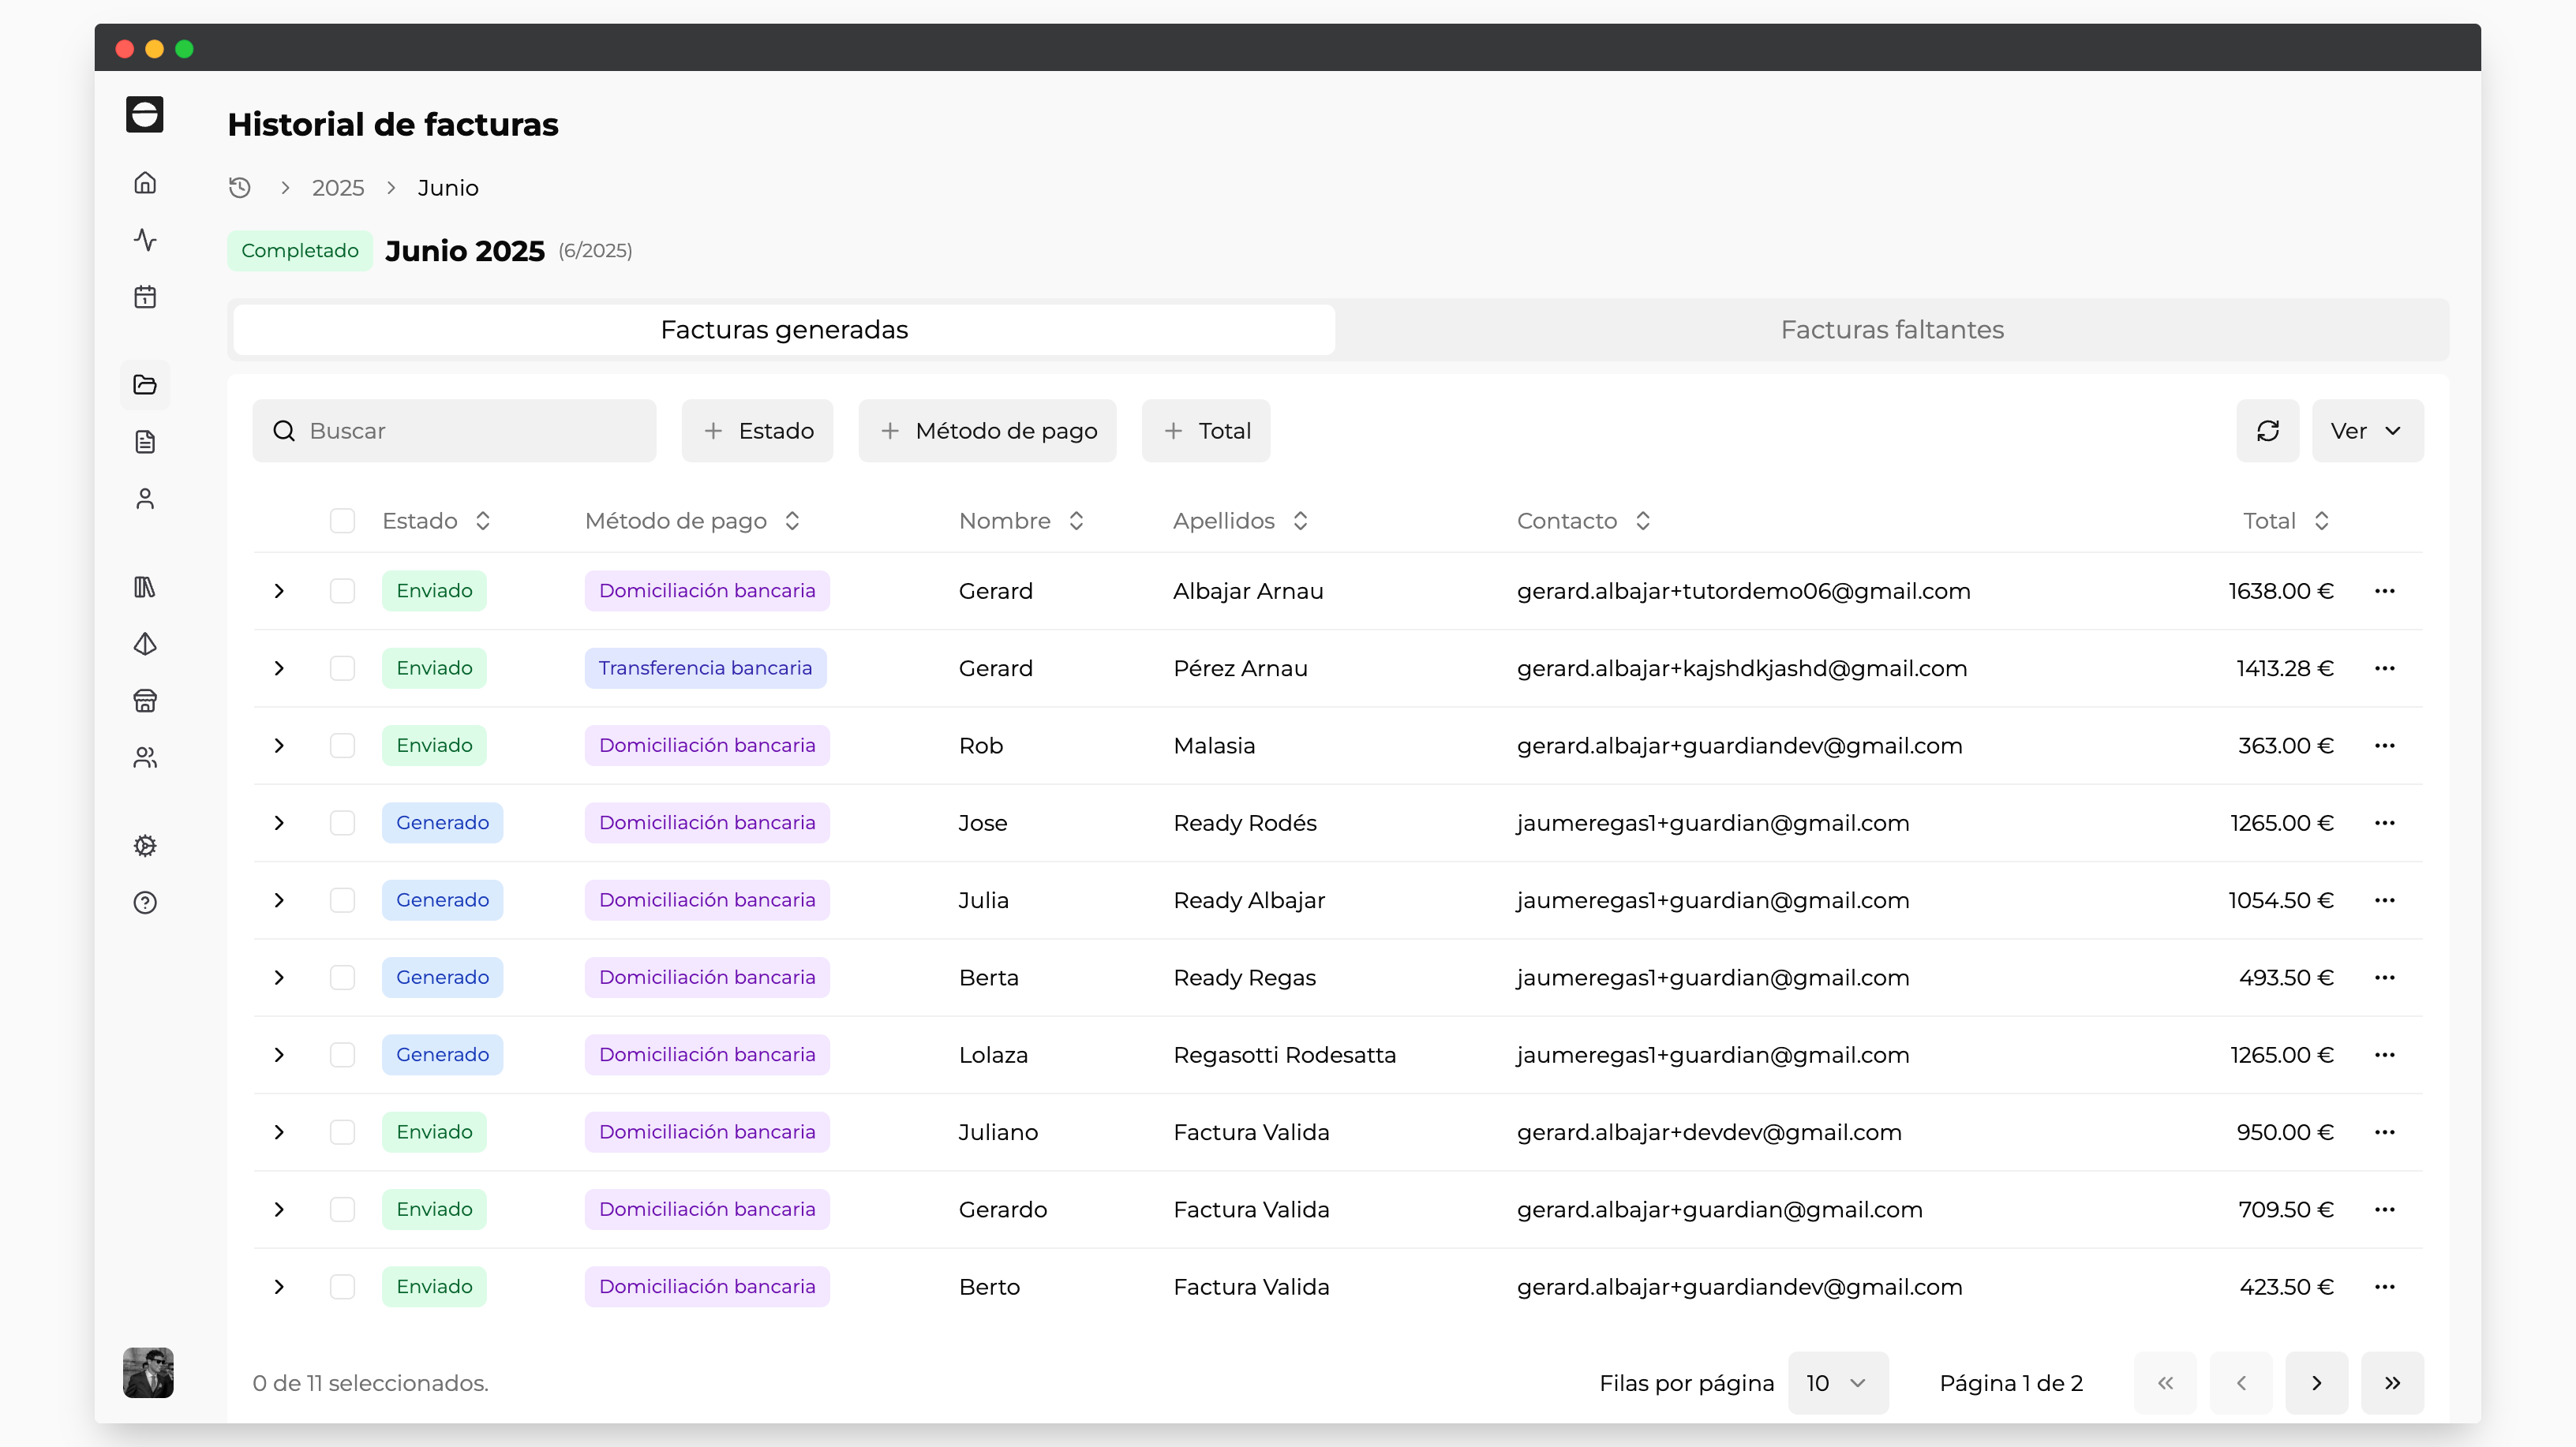 Historial de facturas
2025 Junio
Completado Junio 2025 (6/2025)
Facturas generadas Facturas faltantes
Buscar Estado Método de pago Total Ver
Estado Método de pago Nombre Apellidos Contacto Total
Enviado Domiciliación bancaria Gerard Albajar Arnau gerard.albajar+tutordemo06@gmail.com 1638.00 €
Enviado Transferencia bancaria Gerard Pérez Arnau gerard.albajar+kajshdkjashd@gmail.com 1413.28 €
Enviado Domiciliación bancaria Rob Malasia gerard.albajar+guardiandev@gmail.com 363.00 €
Generado Domiciliación bancaria Jose Ready Rodés jaumeregas1+guardian@gmail.com 1265.00 €
Generado Domiciliación bancaria Julia Ready Albajar jaumeregas1+guardian@gmail.com 1054.50 €
Generado Domiciliación bancaria Berta Ready Regas jaumeregas1+guardian@gmail.com 493.50 €
Generado Domiciliación bancaria Lolaza Regasotti Rodesatta jaumeregas1+guardian@gmail.com 1265.00 €
Enviado Domiciliación bancaria Juliano Factura Valida gerard.albajar+devdev@gmail.com 950.00 €
Enviado Domiciliación bancaria Gerardo Factura Valida gerard.albajar+guardian@gmail.com 709.50 €
Enviado Domiciliación bancaria Berto Factura Valida gerard.albajar+guardiandev@gmail.com 423.50 €
0 de 11 seleccionados. Filas por página 10 Página 1 de 2